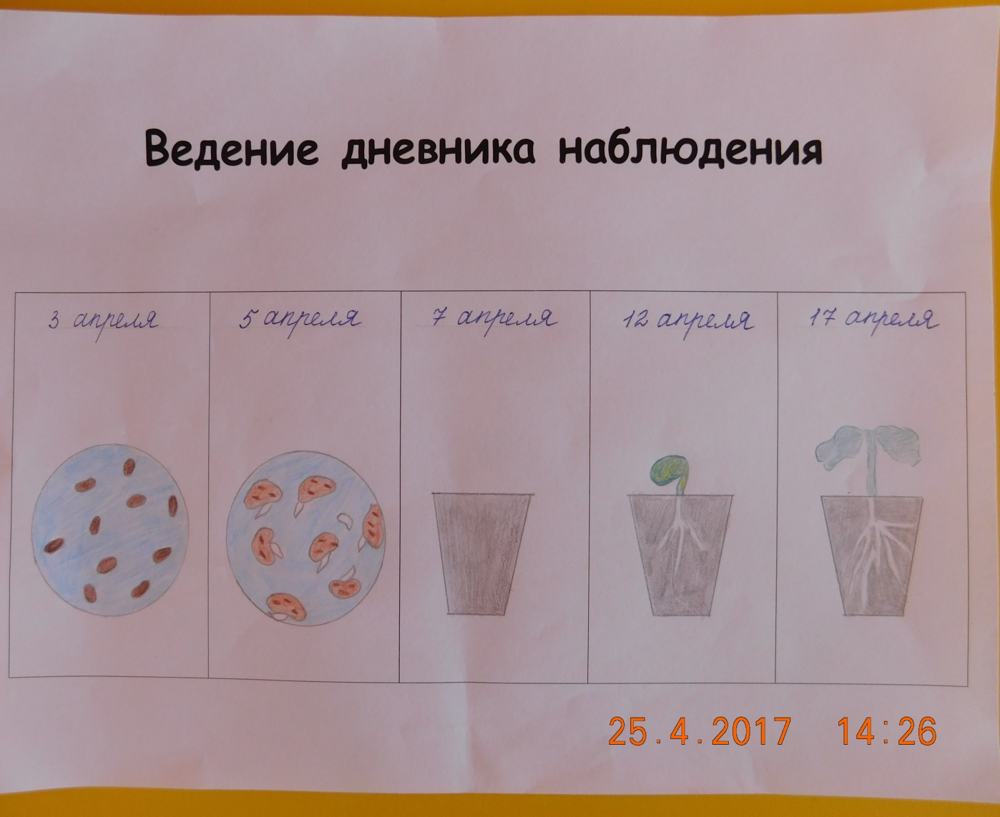 Ведение дневника наблюдения
3 апреля
5 апреля
7 апреля
12 апреля
17 апреля
25.4.2017 14:26